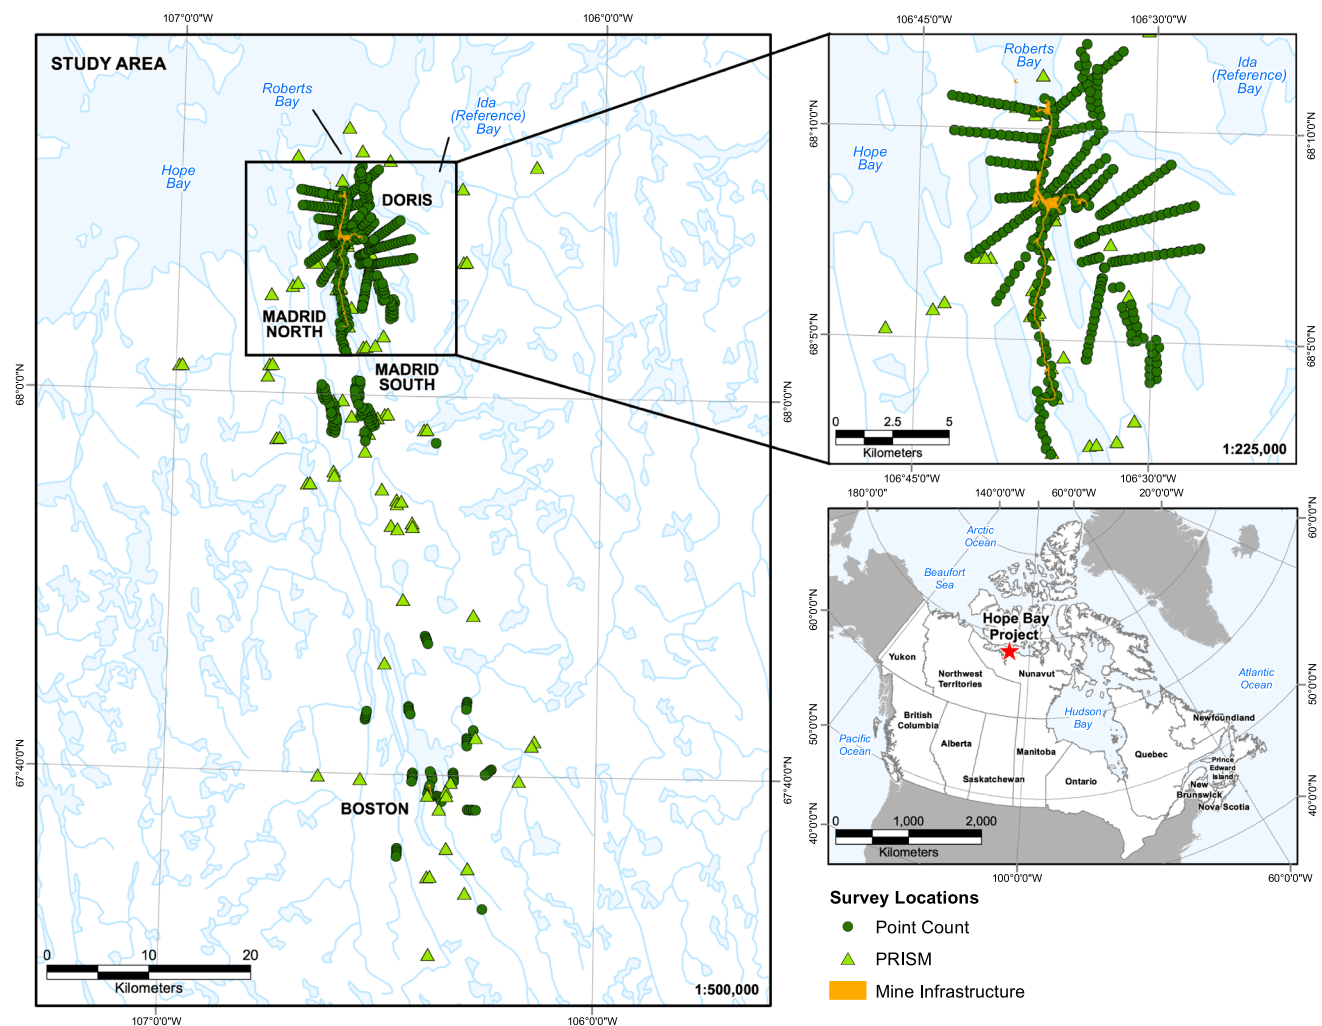 107°0'0"W
106°0'0"W
STUDY AREA
Roberts
Bay
Ida
(Reference)
Bay
Hope
Bay
DORIS
MADRID
NORTH
MADRID
SOUTH
BOSTON
68°0'0"N
68°0'0"N
67°40'0"N
67°40'0"N
0
10
20
Kilometers
1:500,000
107°0'0"W
106°0'0"W
106°45'0"W
106°30'0"W
Roberts
Bay
Ida
(Reference)
Bay
Hope
Bay
68°10'0"N
68°10'0"N
68°5'0"N
68°5'0"N
0
2.5
5
Kilometers
1:225,000
106°45'0"W
106°30'0"W
180°0'0"
140°0'0"W
60°0'0"W
20°0'0"W
Arctic
Ocean
Beaufort
Sea
Hope Bay
Project
Yukon
Northwest
Territories
Nunavut
Atlantic
Ocean
Hudson
Bay
British
Columbia
Pacific
Ocean
Alberta
Saskatchewan
Manitoba
Ontario
Quebec
Newfoundland
Prince
Edward
Island
New
Brunswick
Nova Scotia
60°0'0"N
60°0'0"N
50°0'0"N
50°0'0"N
40°0'0"N
40°0'0"N
0
1,000
2,000
Kilometers
100°0'0"W
60°0'0"W
Survey Locations
Point Count
PRISM
Mine Infrastructure